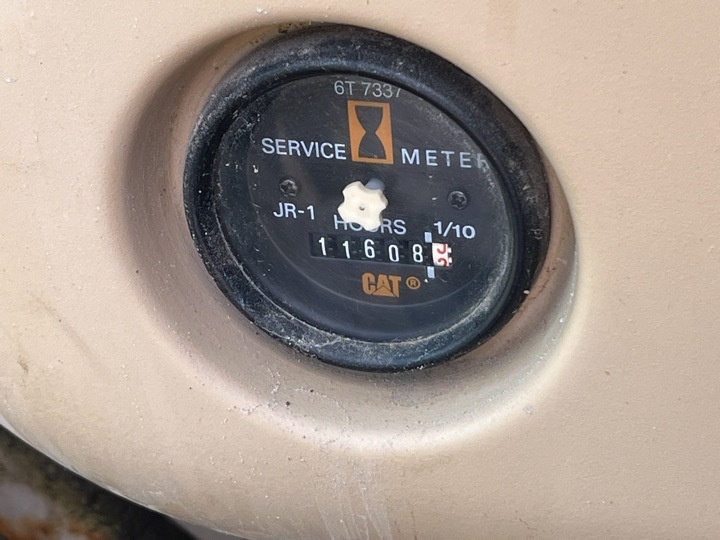 6T 7337
SERVICE METER
JR-1 HOURS 1/10
11608
CAT®